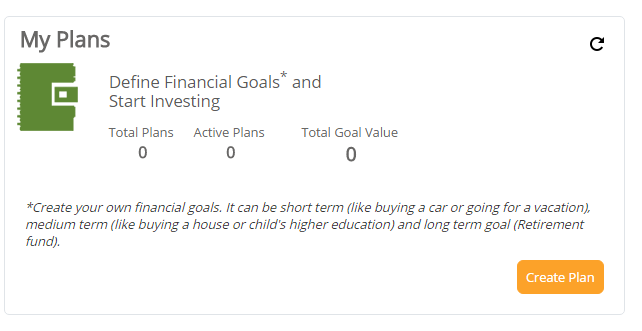 My Plans
Define Financial Goals* and
Start Investing
Total Plans Active Plans Total Goal Value
0 0 0
*Create your own financial goals. It can be short term (like buying a car or going for a vacation),
medium term (like buying a house or child's higher education) and long term goal (Retirement
fund).
Create Plan